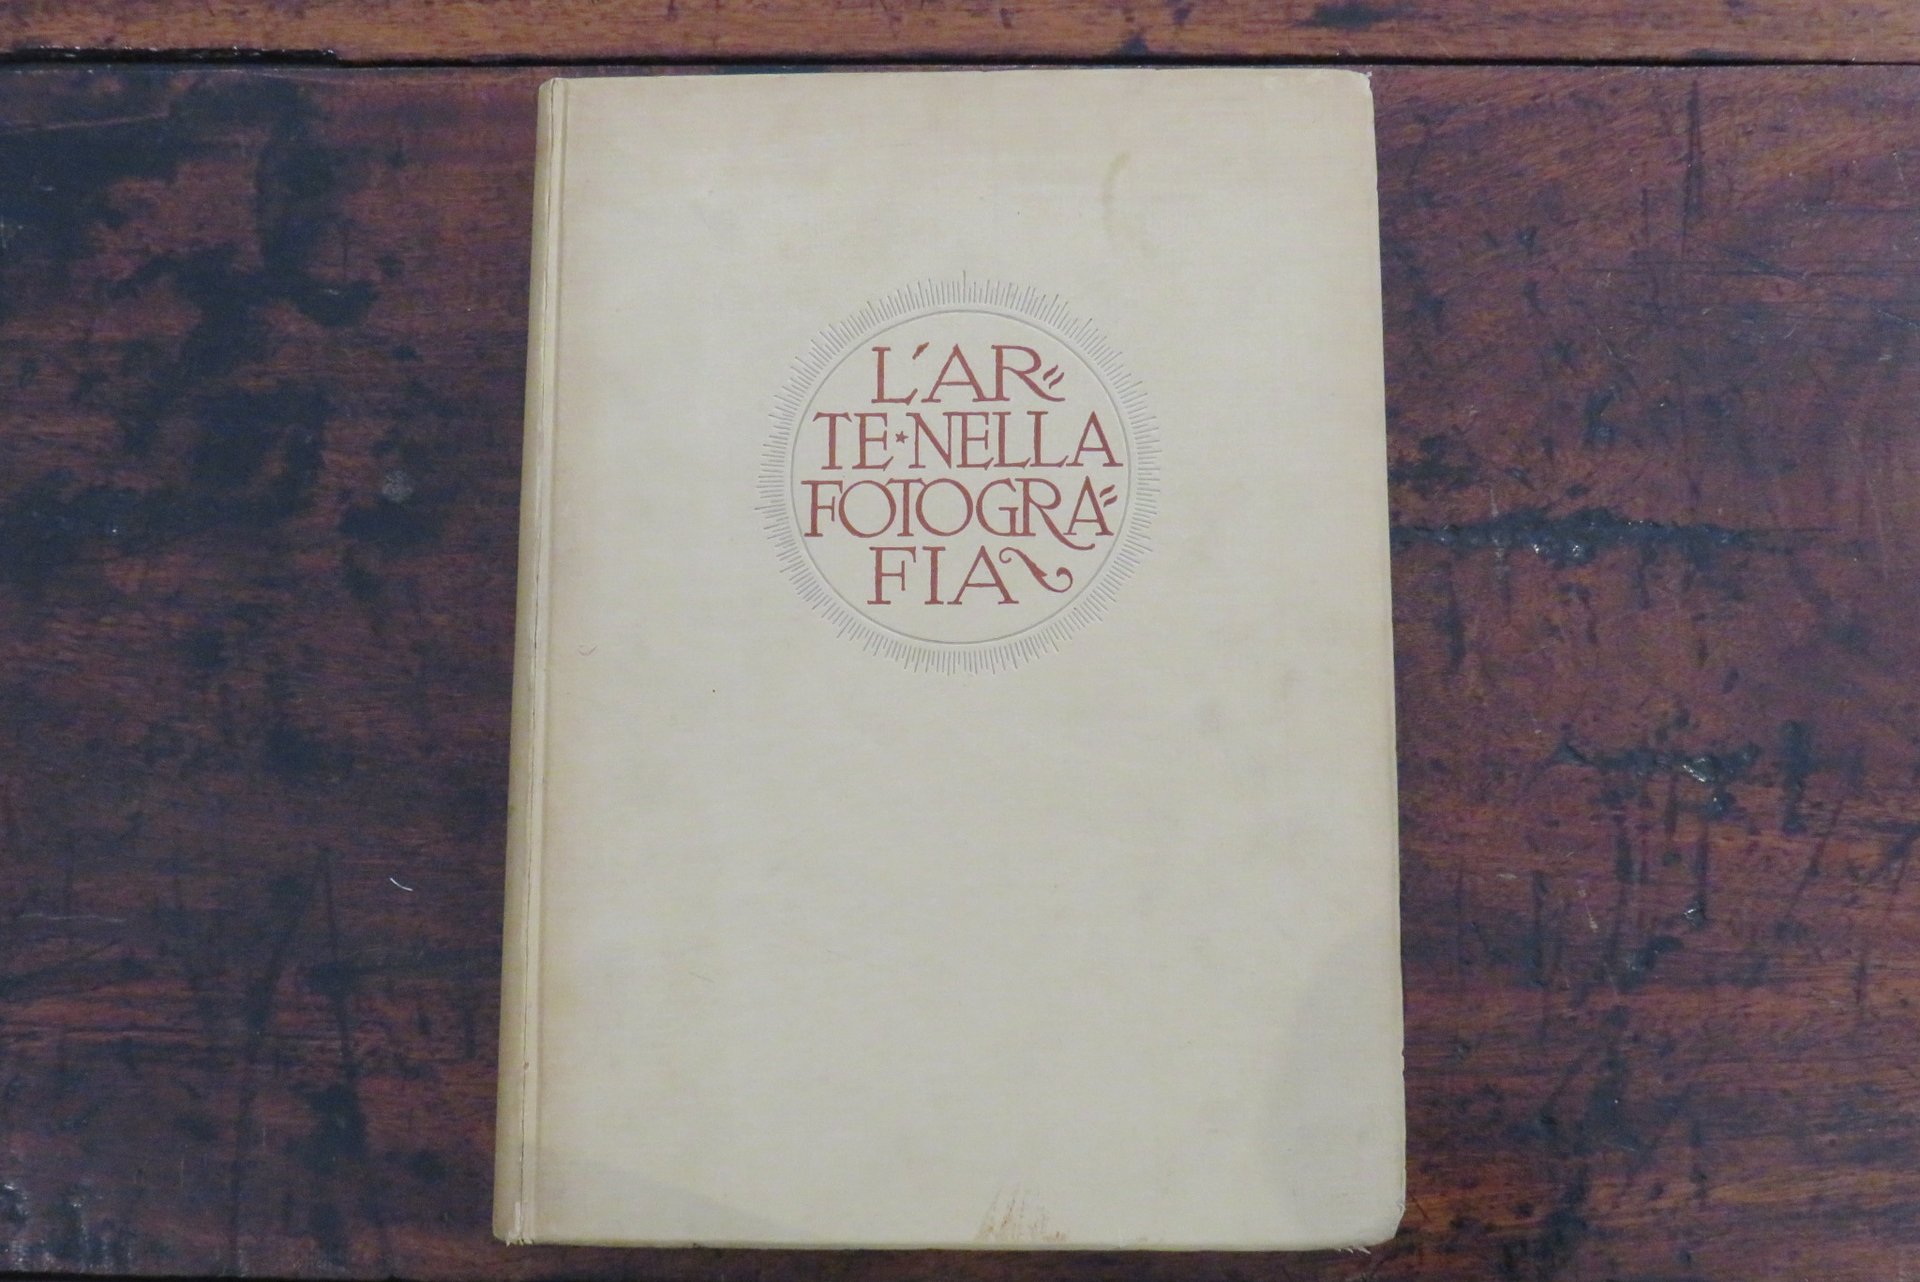 L'AR=
TE★NELLA
FOTOGRA=
FIA